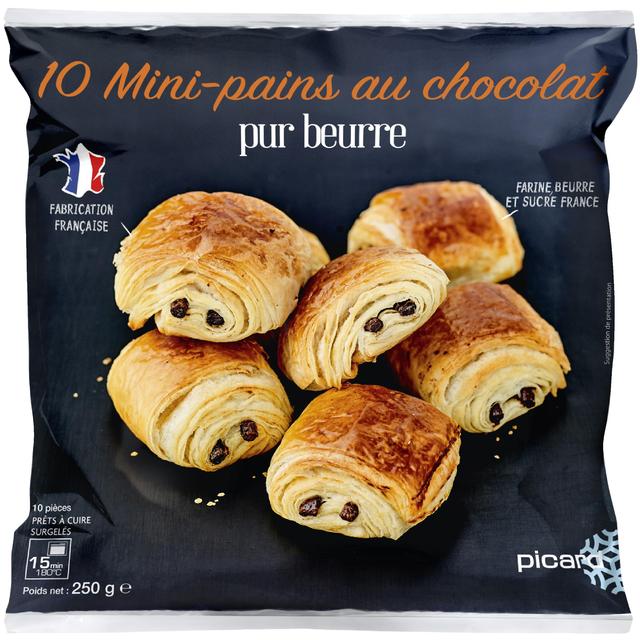 10 Mini-pains au chocolat
pur beurre
FABRICATION
FRANÇAISE
FARINE, BEURRE
ET SUCRE FRANCE
Suggestion de présentation
10 pièces
PRÊTS À CUIRE
SURGELÉS
15 min
180°C
Poids net : 250 g ℮
picard